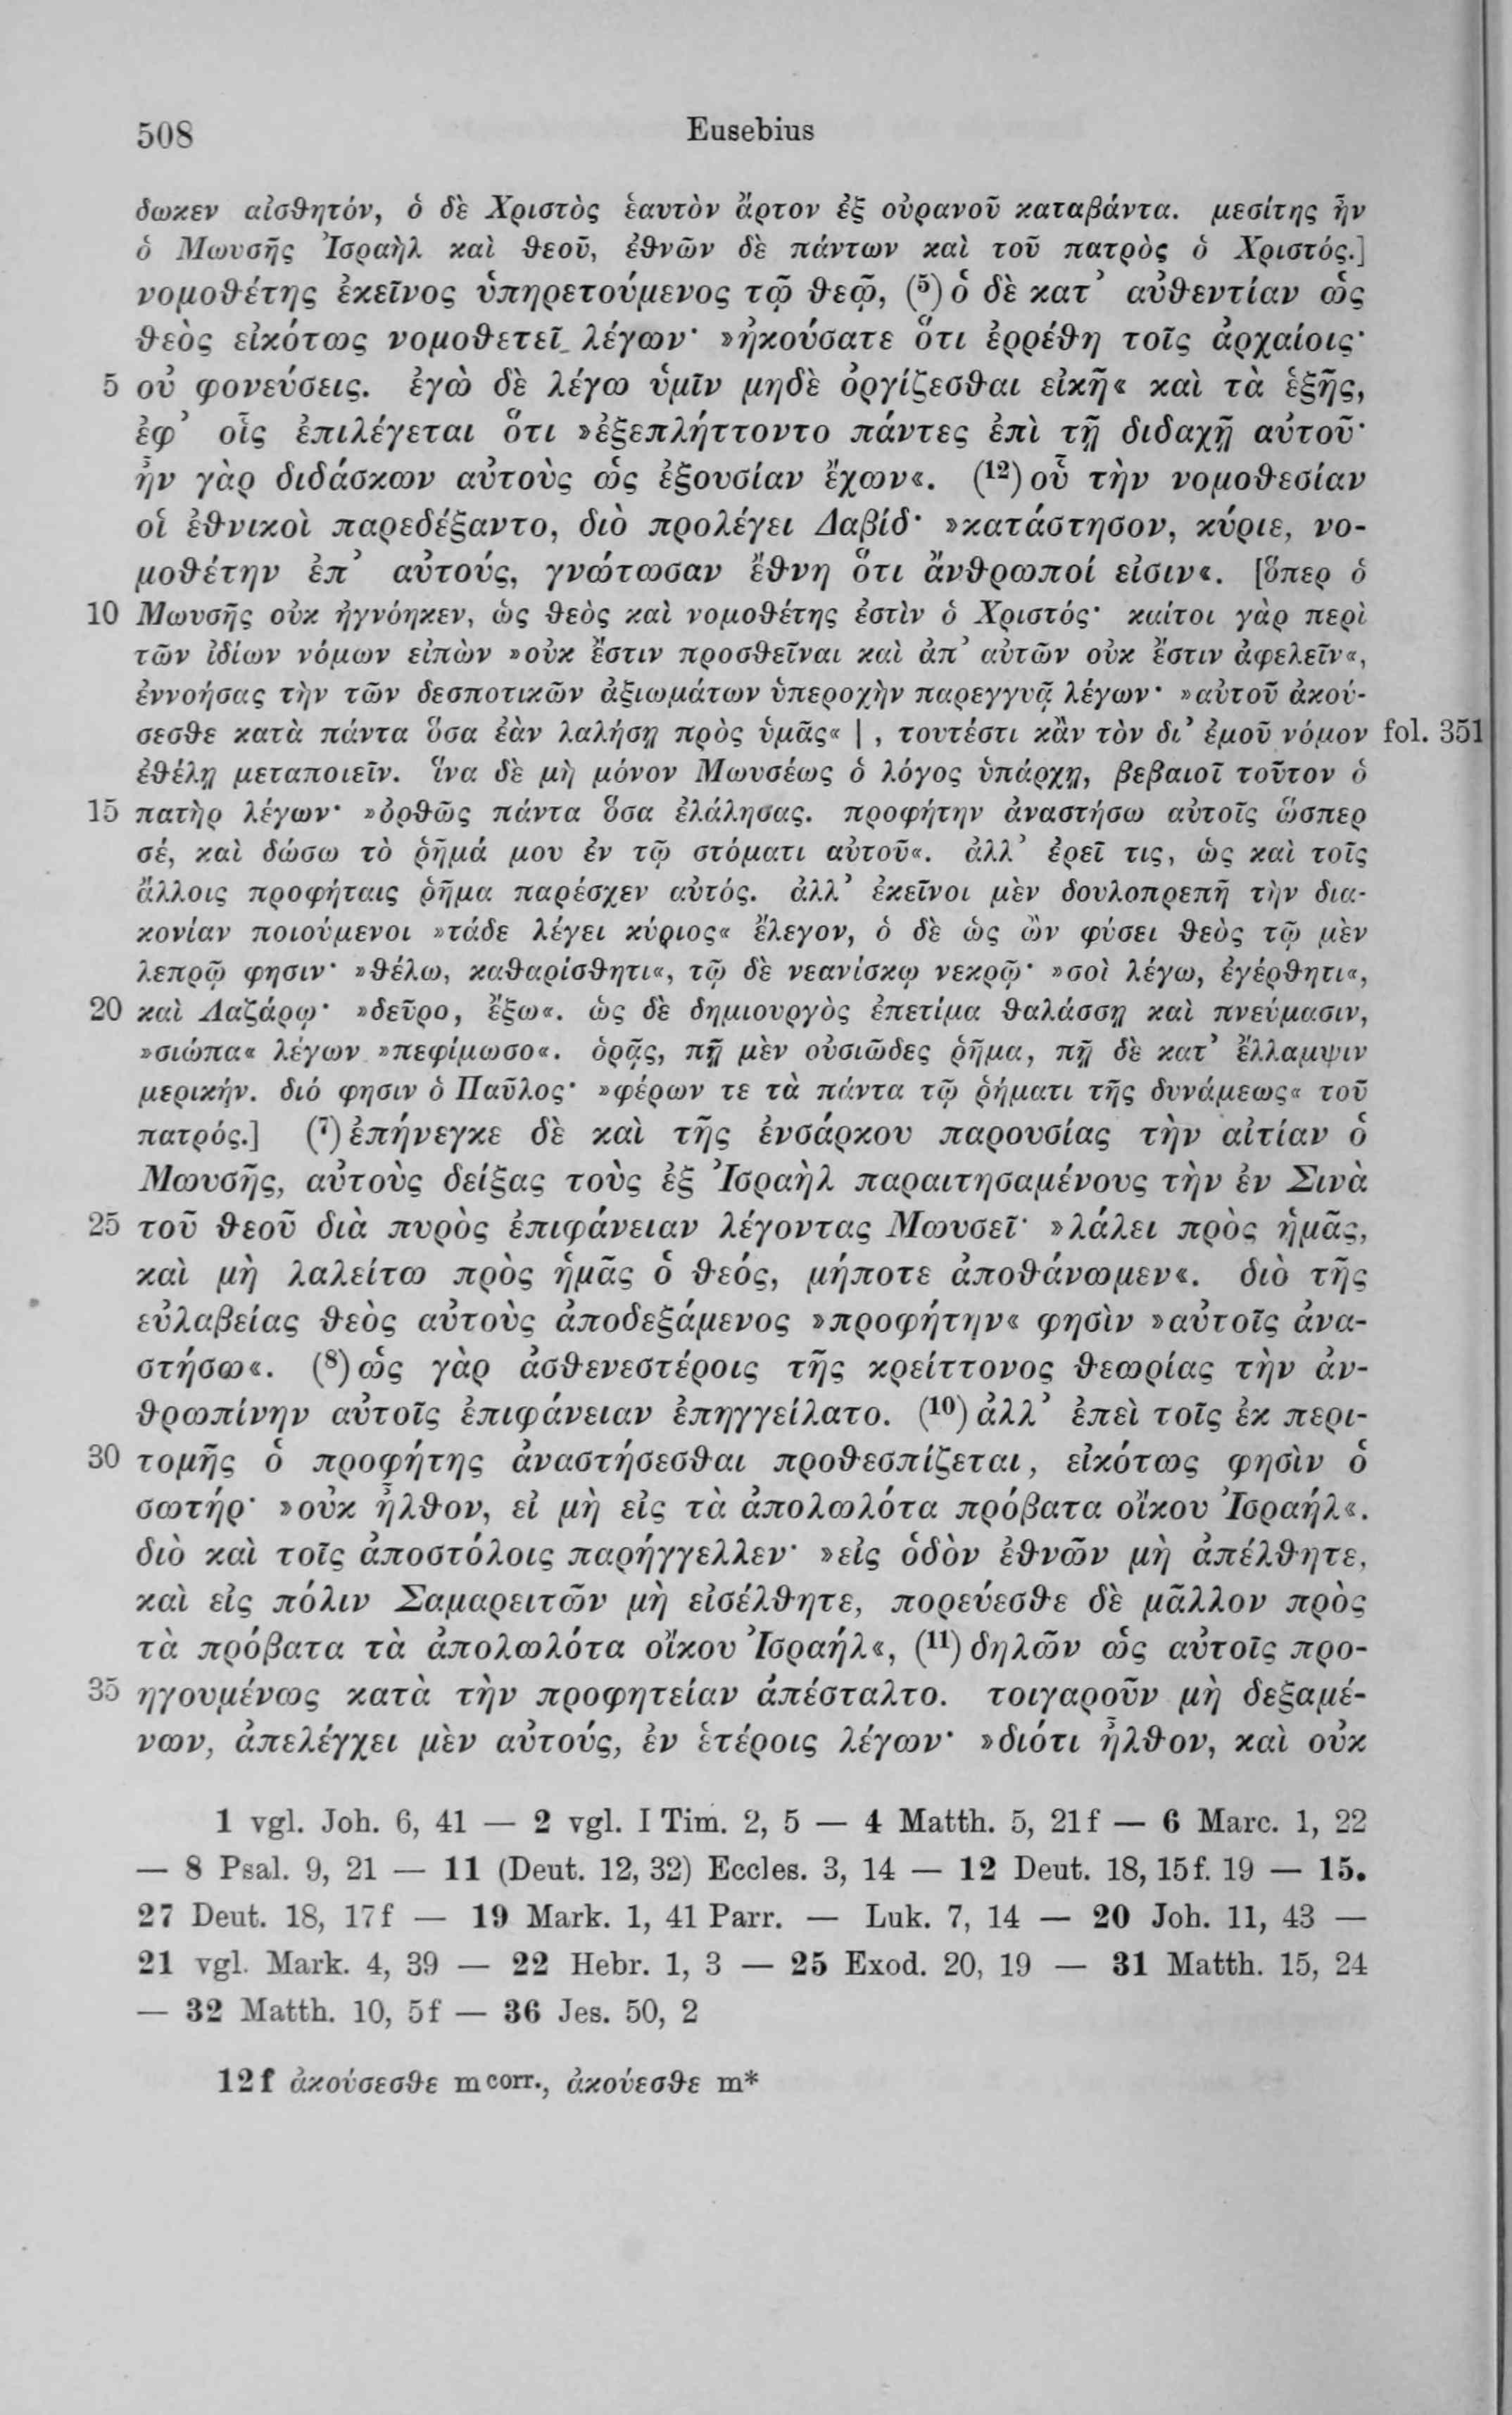 508 Eusebius
δωκεν αἰσθητόν, ὁ δὲ Χριστὸς ἑαυτὸν ἄρτον ἐξ οὐρανοῦ καταβάντα. μεσίτης ἦν
ὁ Μωυσῆς Ἰσραὴλ καὶ θεοῦ, ἐθνῶν δὲ πάντων καὶ τοῦ πατρὸς ὁ Χριστός.]
νομοθέτης ἐκεῖνος ὑπηρετούμενος τῷ θεῷ, (⁵) ὁ δὲ κατ’ αὐθεντίαν ὡς
θεὸς εἰκότως νομοθετεῖ λέγων· »ἠκούσατε ὅτι ἐρρέθη τοῖς ἀρχαίοις·
5 οὐ φονεύσεις. ἐγὼ δὲ λέγω ὑμῖν μηδὲ ὀργίζεσθαι εἰκῆ« καὶ τὰ ἑξῆς,
ἐφ’ οἷς ἐπιλέγεται ὅτι »ἐξεπλήττοντο πάντες ἐπὶ τῇ διδαχῇ αὐτοῦ·
ἦν γὰρ διδάσκων αὐτοὺς ὡς ἐξουσίαν ἔχων«. (¹²) οὗ τὴν νομοθεσίαν
οἱ ἐθνικοὶ παρεδέξαντο, διὸ προλέγει Δαβίδ· »κατάστησον, κύριε, νο-
μοθέτην ἐπ’ αὐτούς, γνώτωσαν ἔθνη ὅτι ἄνθρωποί εἰσιν«. [ὅπερ ὁ
10 Μωυσῆς οὐκ ἠγνόηκεν, ὡς θεὸς καὶ νομοθέτης ἐστὶν ὁ Χριστός· καίτοι γὰρ περὶ
τῶν ἰδίων νόμων εἰπὼν »οὐκ ἔστιν προσθεῖναι καὶ ἀπ’ αὐτῶν οὐκ ἔστιν ἀφελεῖν«,
ἐννοήσας τὴν τῶν δεσποτικῶν ἀξιωμάτων ὑπεροχὴν παρεγγυᾷ λέγων· »αὐτοῦ ἀκού-
σεσθε κατὰ πάντα ὅσα ἐὰν λαλήσῃ πρὸς ὑμᾶς« | , τουτέστι κἂν τὸν δι’ ἐμοῦ νόμον fol. 351
ἐθέλῃ μεταποιεῖν. ἵνα δὲ μὴ μόνον Μωυσέως ὁ λόγος ὑπάρχῃ, βεβαιοῖ τοῦτον ὁ
15 πατὴρ λέγων· »ὀρθῶς πάντα ὅσα ἐλάλησας. προφήτην ἀναστήσω αὐτοῖς ὥσπερ
σέ, καὶ δώσω τὸ ῥῆμά μου ἐν τῷ στόματι αὐτοῦ«. ἀλλ’ ἐρεῖ τις, ὡς καὶ τοῖς
ἄλλοις προφήταις ῥῆμα παρέσχεν αὐτός. ἀλλ’ ἐκεῖνοι μὲν δουλοπρεπῆ τὴν δια-
κονίαν ποιούμενοι »τάδε λέγει κύριος« ἔλεγον, ὁ δὲ ὡς ὢν φύσει θεὸς τῷ μὲν
λεπρῷ φησιν· »θέλω, καθαρίσθητι«, τῷ δὲ νεανίσκῳ νεκρῷ· »σοὶ λέγω, ἐγέρθητι«,
20 καὶ Λαζάρῳ· »δεῦρο, ἔξω«. ὡς δὲ δημιουργὸς ἐπετίμα θαλάσσῃ καὶ πνεύμασιν,
»σιώπα« λέγων »πεφίμωσο«. ὁρᾷς, πῇ μὲν οὐσιῶδες ῥῆμα, πῇ δὲ κατ’ ἔλλαμψιν
μερικήν. διό φησιν ὁ Παῦλος· »φέρων τε τὰ πάντα τῷ ῥήματι τῆς δυνάμεως« τοῦ
πατρός.] (⁷) ἐπήνεγκε δὲ καὶ τῆς ἐνσάρκου παρουσίας τὴν αἰτίαν ὁ
Μωυσῆς, αὐτοὺς δείξας τοὺς ἐξ Ἰσραὴλ παραιτησαμένους τὴν ἐν Σινὰ
25 τοῦ θεοῦ διὰ πυρὸς ἐπιφάνειαν λέγοντας Μωυσεῖ· »λάλει πρὸς ἡμᾶς,
καὶ μὴ λαλείτω πρὸς ἡμᾶς ὁ θεός, μήποτε ἀποθάνωμεν«. διὸ τῆς
εὐλαβείας θεὸς αὐτοὺς ἀποδεξάμενος »προφήτην« φησὶν »αὐτοῖς ἀνα-
στήσω«. (⁸) ὡς γὰρ ἀσθενεστέροις τῆς κρείττονος θεωρίας τὴν ἀν-
θρωπίνην αὐτοῖς ἐπιφάνειαν ἐπηγγείλατο. (¹⁰) ἀλλ’ ἐπεὶ τοῖς ἐκ περι-
30 τομῆς ὁ προφήτης ἀναστήσεσθαι προθεσπίζεται, εἰκότως φησὶν ὁ
σωτήρ· »οὐκ ἦλθον, εἰ μὴ εἰς τὰ ἀπολωλότα πρόβατα οἴκου Ἰσραήλ«.
διὸ καὶ τοῖς ἀποστόλοις παρήγγελλεν· »εἰς ὁδὸν ἐθνῶν μὴ ἀπέλθητε,
καὶ εἰς πόλιν Σαμαρειτῶν μὴ εἰσέλθητε, πορεύεσθε δὲ μᾶλλον πρὸς
τὰ πρόβατα τὰ ἀπολωλότα οἴκου Ἰσραήλ«, (¹¹) δηλῶν ὡς αὐτοῖς προ-
35 ηγουμένως κατὰ τὴν προφητείαν ἀπέσταλτο. τοιγαροῦν μὴ δεξαμέ-
νων, ἀπελέγχει μὲν αὐτούς, ἐν ἑτέροις λέγων· »διότι ἦλθον, καὶ οὐκ
1 vgl. Joh. 6, 41 — 2 vgl. I Tim. 2, 5 — 4 Matth. 5, 21f — 6 Marc. 1, 22
— 8 Psal. 9, 21 — 11 (Deut. 12, 32) Eccles. 3, 14 — 12 Deut. 18, 15f. 19 — 15.
27 Deut. 18, 17f — 19 Mark. 1, 41 Parr. — Luk. 7, 14 — 20 Joh. 11, 43 —
21 vgl. Mark. 4, 39 — 22 Hebr. 1, 3 — 25 Exod. 20, 19 — 31 Matth. 15, 24
— 32 Matth. 10, 5f — 36 Jes. 50, 2
12f ἀκούσεσθε m corr., ἀκούεσθε m*